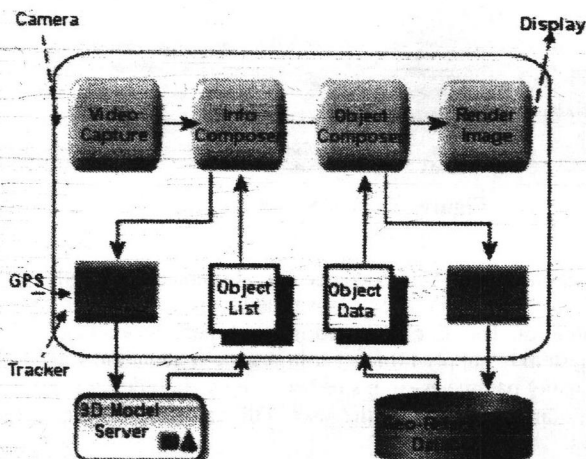 Camera
Display
Video
Capture
Info
Composer
Object
Composer
Render
Image
GPS
Tracker
Object
List
Object
Data
3D Model
Server